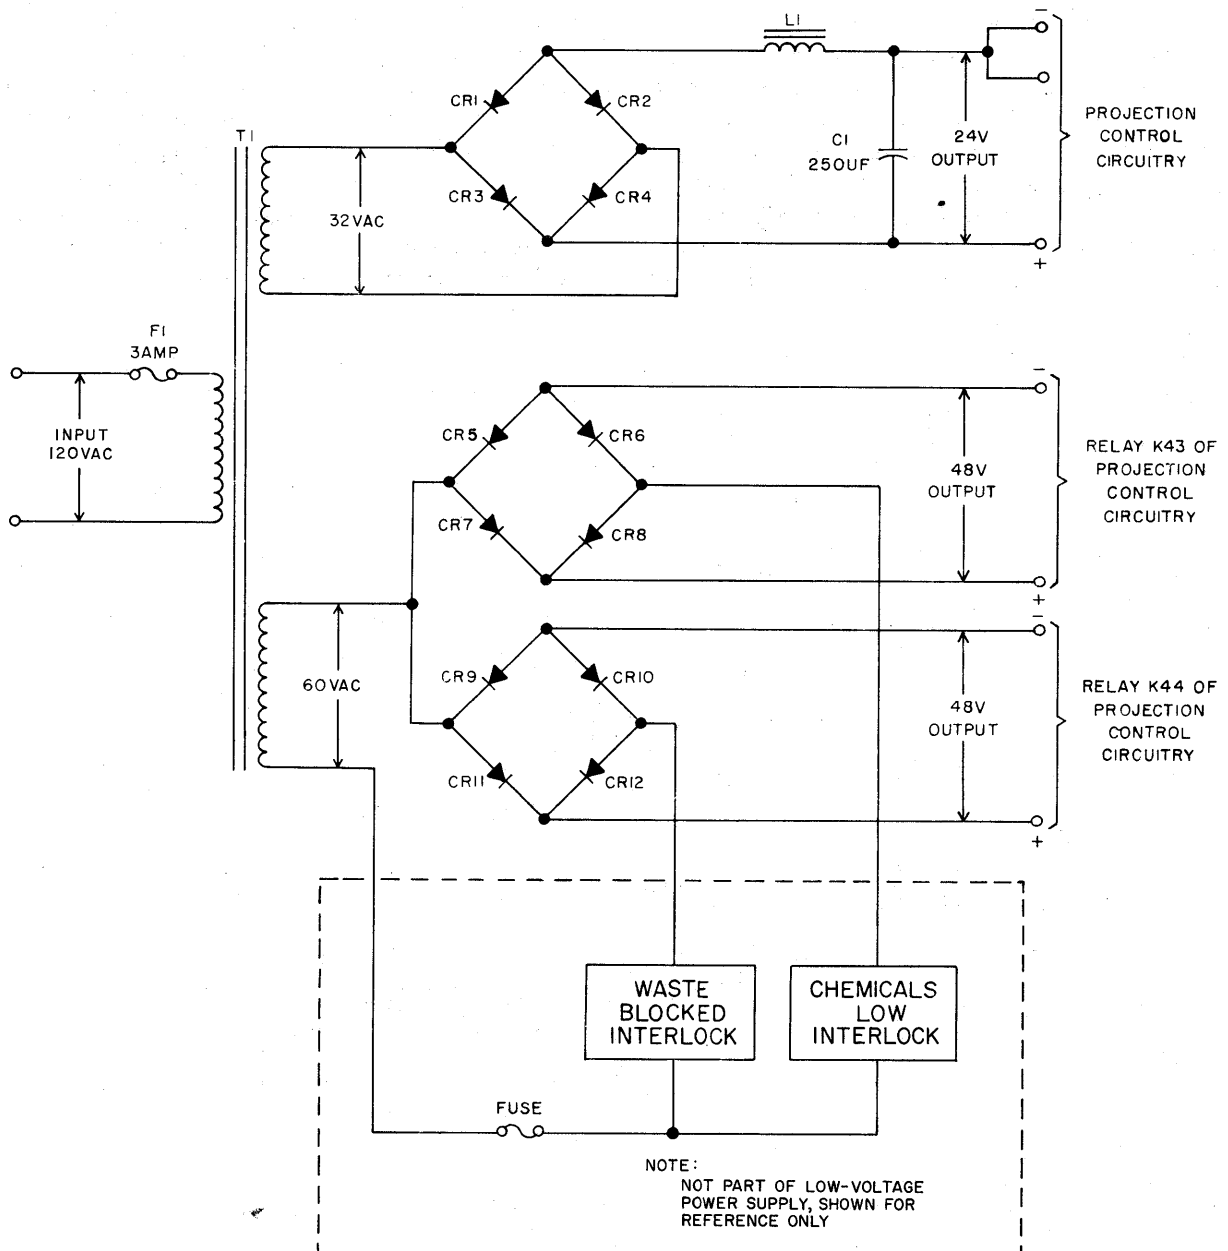 L1
−
CR1
CR2
T1
C1
250UF
24V
OUTPUT
PROJECTION
CONTROL
CIRCUITRY
CR3
CR4
32VAC
+
F1
3AMP
−
INPUT
120VAC
CR5
CR6
48V
OUTPUT
RELAY K43 OF
PROJECTION
CONTROL
CIRCUITRY
CR7
CR8
+
−
60VAC
CR9
CR10
48V
OUTPUT
RELAY K44 OF
PROJECTION
CONTROL
CIRCUITRY
CR11
CR12
+
WASTE
BLOCKED
INTERLOCK
CHEMICALS
LOW
INTERLOCK
FUSE
NOTE:
NOT PART OF LOW-VOLTAGE
POWER SUPPLY, SHOWN FOR
REFERENCE ONLY